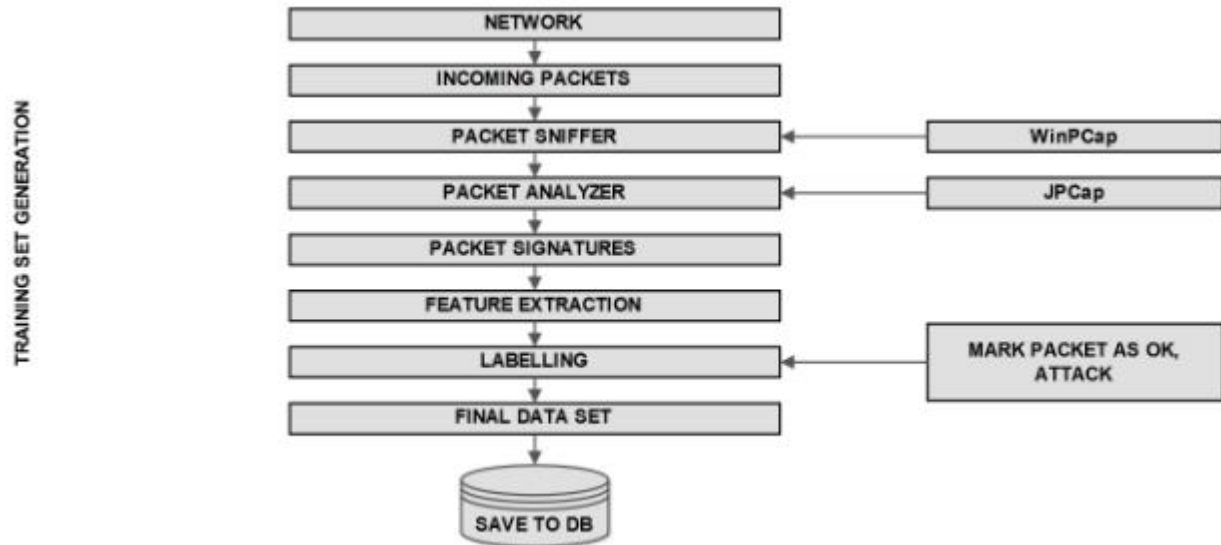 TRAINING SET GENERATION
NETWORK
INCOMING PACKETS
PACKET SNIFFER
WinPCap
PACKET ANALYZER
JPCap
PACKET SIGNATURES
FEATURE EXTRACTION
LABELLING
MARK PACKET AS OK,
ATTACK
FINAL DATA SET
SAVE TO DB